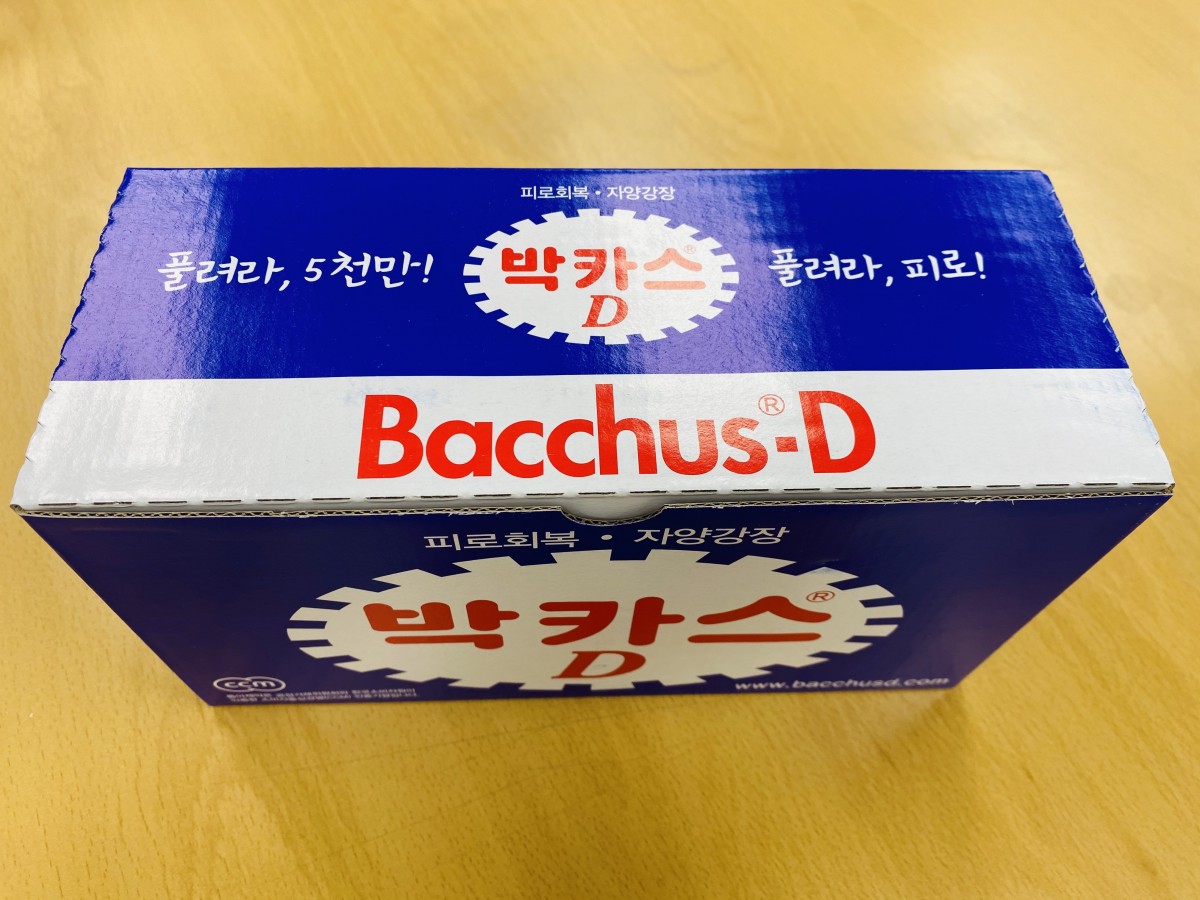 피로회복 · 자양강장
풀려라, 5천만!
박카스®
D
풀려라, 피로!
Bacchus®-D
피로회복 · 자양강장
박카스®
D
ccm
www.bacchusd.com